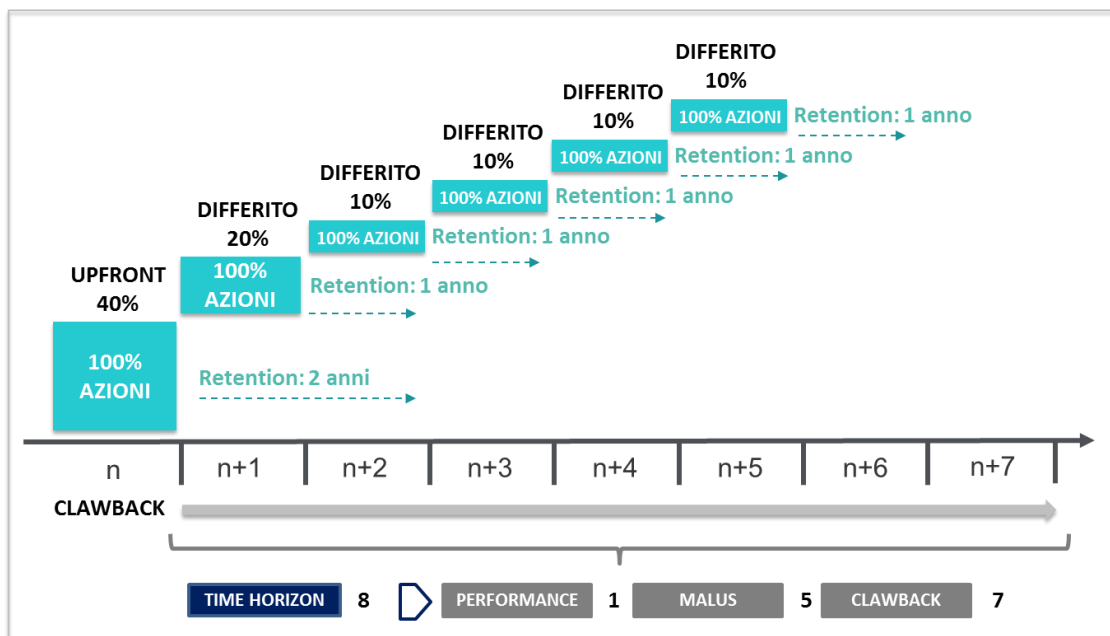 DIFFERITO
10%
100% AZIONI
Retention: 1 anno
DIFFERITO
10%
100% AZIONI
Retention: 1 anno
DIFFERITO
10%
100% AZIONI
Retention: 1 anno
DIFFERITO
10%
100% AZIONI
Retention: 1 anno
DIFFERITO
20%
100%
AZIONI
Retention: 1 anno
UPFRONT
40%
100%
AZIONI
Retention: 2 anni
n
n+1
n+2
n+3
n+4
n+5
n+6
n+7
CLAWBACK
TIME HORIZON 8
PERFORMANCE 1
MALUS 5
CLAWBACK 7